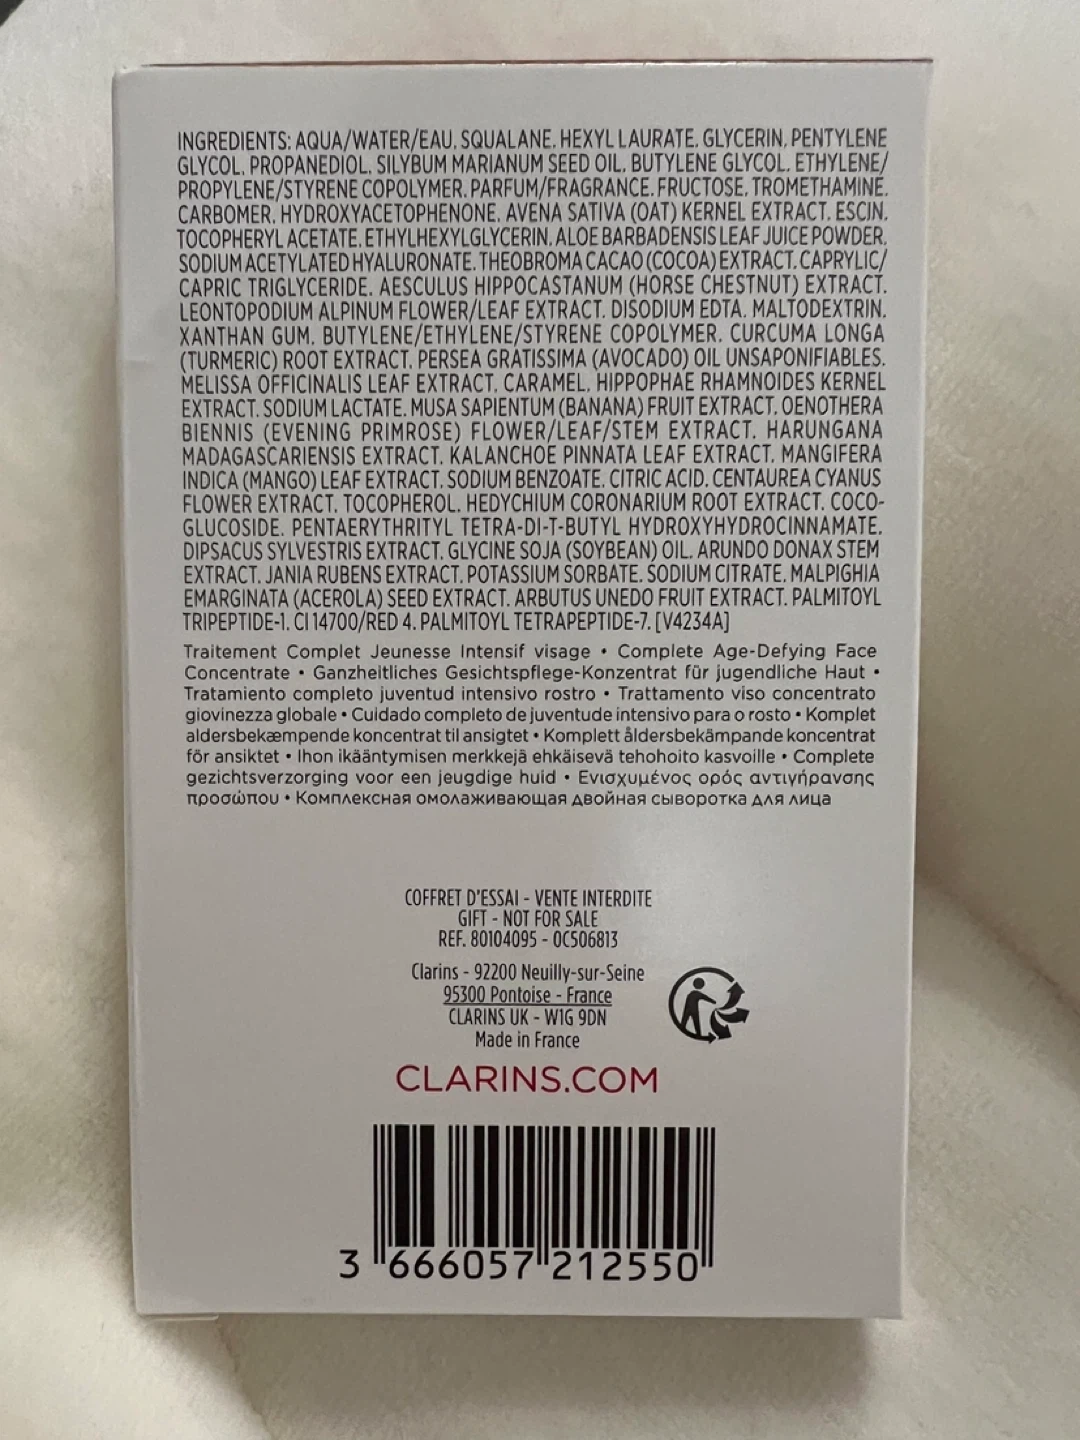 INGREDIENTS: AQUA/WATER/EAU. SQUALANE. HEXYL LAURATE. GLYCERIN. PENTYLENE
GLYCOL. PROPANEDIOL. SILYBUM MARIANUM SEED OIL. BUTYLENE GLYCOL. ETHYLENE/
PROPYLENE/STYRENE COPOLYMER. PARFUM/FRAGRANCE. FRUCTOSE. TROMETHAMINE.
CARBOMER. HYDROXYACETOPHENONE. AVENA SATIVA (OAT) KERNEL EXTRACT. ESCIN.
TOCOPHERYL ACETATE. ETHYLHEXYLGLYCERIN. ALOE BARBADENSIS LEAF JUICE POWDER.
SODIUM ACETYLATED HYALURONATE. THEOBROMA CACAO (COCOA) EXTRACT. CAPRYLIC/
CAPRIC TRIGLYCERIDE. AESCULUS HIPPOCASTANUM (HORSE CHESTNUT) EXTRACT.
LEONTOPODIUM ALPINUM FLOWER/LEAF EXTRACT. DISODIUM EDTA. MALTODEXTRIN.
XANTHAN GUM. BUTYLENE/ETHYLENE/STYRENE COPOLYMER. CURCUMA LONGA
(TURMERIC) ROOT EXTRACT. PERSEA GRATISSIMA (AVOCADO) OIL UNSAPONIFIABLES.
MELISSA OFFICINALIS LEAF EXTRACT. CARAMEL. HIPPOPHAE RHAMNOIDES KERNEL
EXTRACT. SODIUM LACTATE. MUSA SAPIENTUM (BANANA) FRUIT EXTRACT. OENOTHERA
BIENNIS (EVENING PRIMROSE) FLOWER/LEAF/STEM EXTRACT. HARUNGANA
MADAGASCARIENSIS EXTRACT. KALANCHOE PINNATA LEAF EXTRACT. MANGIFERA
INDICA (MANGO) LEAF EXTRACT. SODIUM BENZOATE. CITRIC ACID. CENTAUREA CYANUS
FLOWER EXTRACT. TOCOPHEROL. HEDYCHIUM CORONARIUM ROOT EXTRACT. COCO-
GLUCOSIDE. PENTAERYTHRITYL TETRA-DI-T-BUTYL HYDROXYHYDROCINNAMATE.
DIPSACUS SYLVESTRIS EXTRACT. GLYCINE SOJA (SOYBEAN) OIL. ARUNDO DONAX STEM
EXTRACT. JANIA RUBENS EXTRACT. POTASSIUM SORBATE. SODIUM CITRATE. MALPIGHIA
EMARGINATA (ACEROLA) SEED EXTRACT. ARBUTUS UNEDO FRUIT EXTRACT. PALMITOYL
TRIPEPTIDE-1. CI 14700/RED 4. PALMITOYL TETRAPEPTIDE-7. [V4234A]
Traitement Complet Jeunesse Intensif visage • Complete Age-Defying Face
Concentrate • Ganzheitliches Gesichtspflege-Konzentrat für jugendliche Haut •
Tratamiento completo juventud intensivo rostro • Trattamento viso concentrato
giovinezza globale • Cuidado completo de juventude intensivo para o rosto • Komplet
aldersbekæmpende koncentrat til ansigtet • Komplett åldersbekämpande koncentrat
för ansiktet • Ihon ikääntymisen merkkejä ehkäisevä tehohoito kasvoille • Complete
gezichtsverzorging voor een jeugdige huid • Ενισχυμένος ορός αντιγήρανσης
προσώπου • Комплексная омолаживающая двойная сыворотка для лица
COFFRET D'ESSAI - VENTE INTERDITE
GIFT - NOT FOR SALE
REF. 80104095 - 0C506813
Clarins - 92200 Neuilly-sur-Seine
95300 Pontoise - France
CLARINS UK - W1G 9DN
Made in France
CLARINS.COM
3 666057 212550